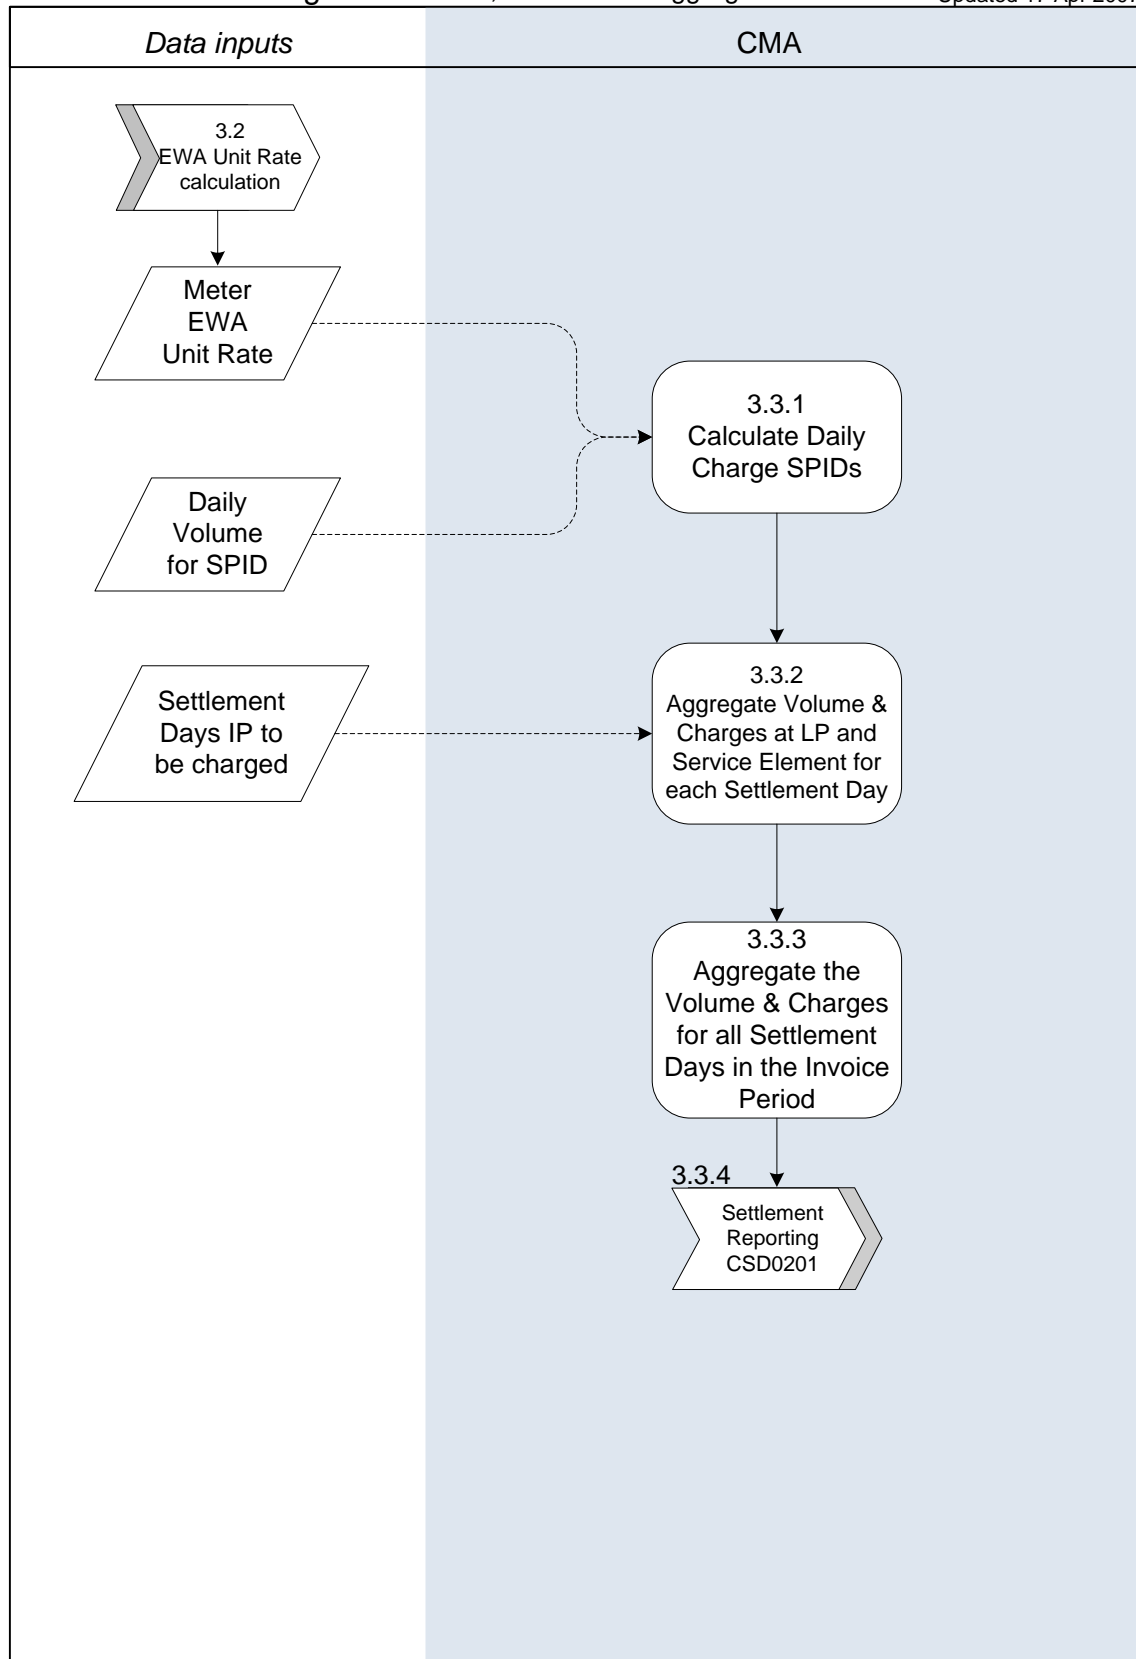 Data inputs
CMA
3.2
EWA Unit Rate
calculation
Meter
EWA
Unit Rate
3.3.1
Calculate Daily
Charge SPIDs
Daily
Volume
for SPID
Settlement
Days IP to
be charged
3.3.2
Aggregate Volume &
Charges at LP and
Service Element for
each Settlement Day
3.3.3
Aggregate the
Volume & Charges
for all Settlement
Days in the Invoice
Period
3.3.4
Settlement
Reporting
CSD0201